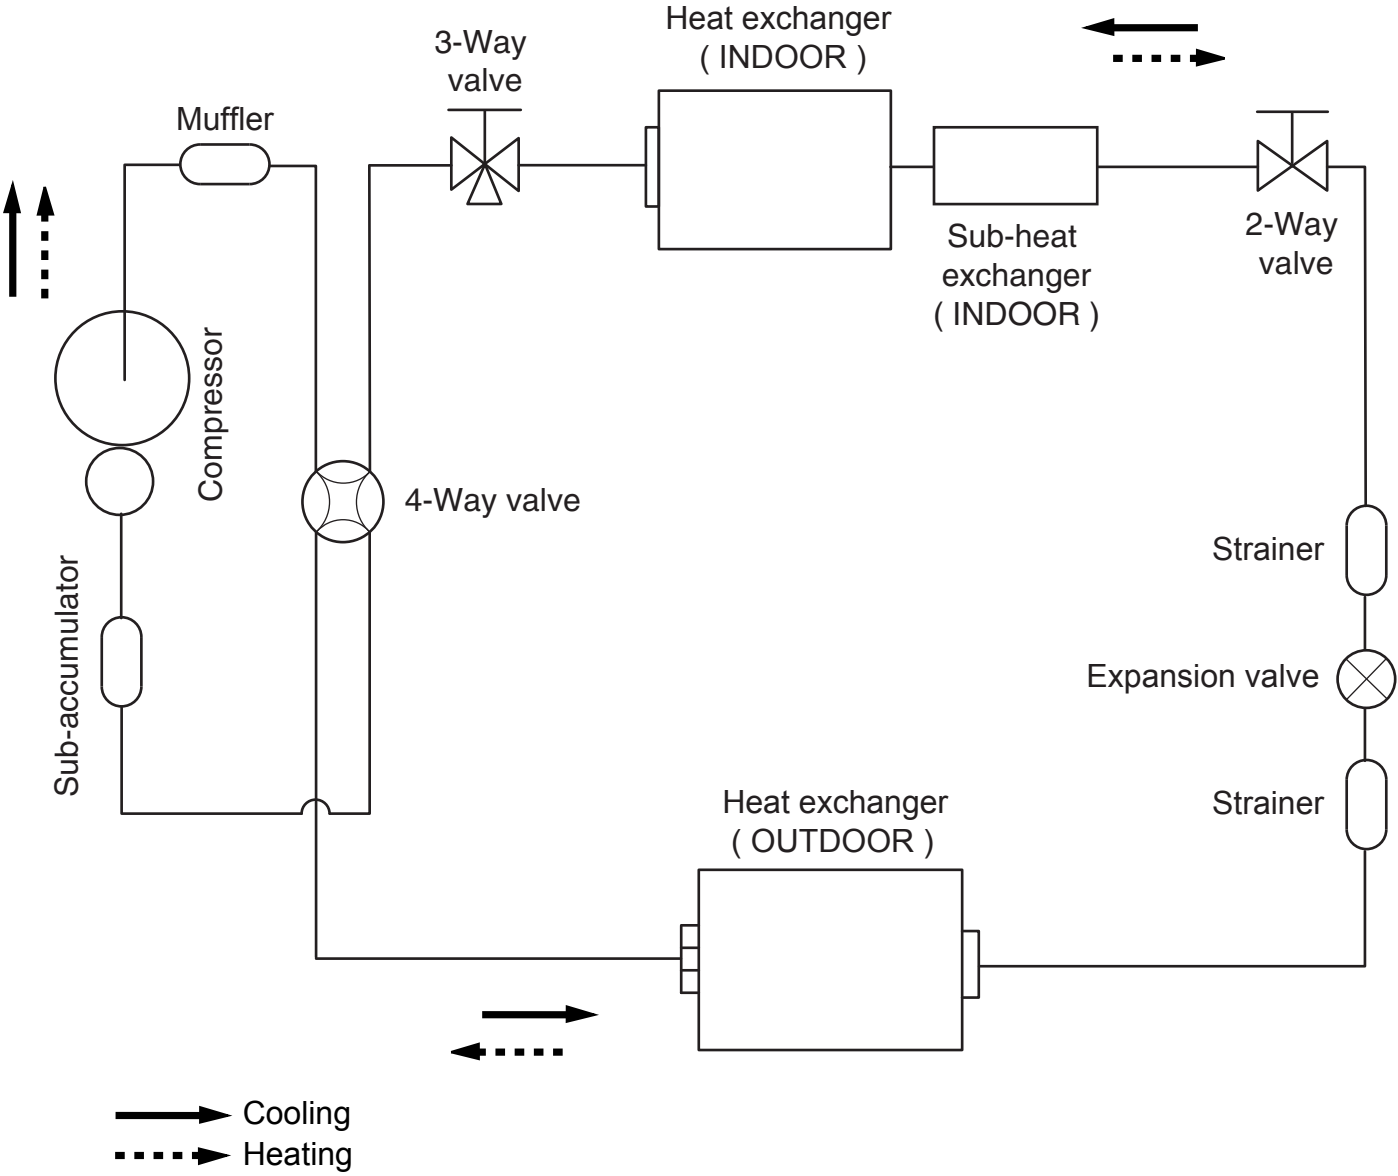 Heat exchanger
( INDOOR )
3-Way
valve
Muffler
Sub-heat
exchanger
( INDOOR )
2-Way
valve
Compressor
4-Way valve
Strainer
Sub-accumulator
Expansion valve
Strainer
Heat exchanger
( OUTDOOR )
Cooling
Heating